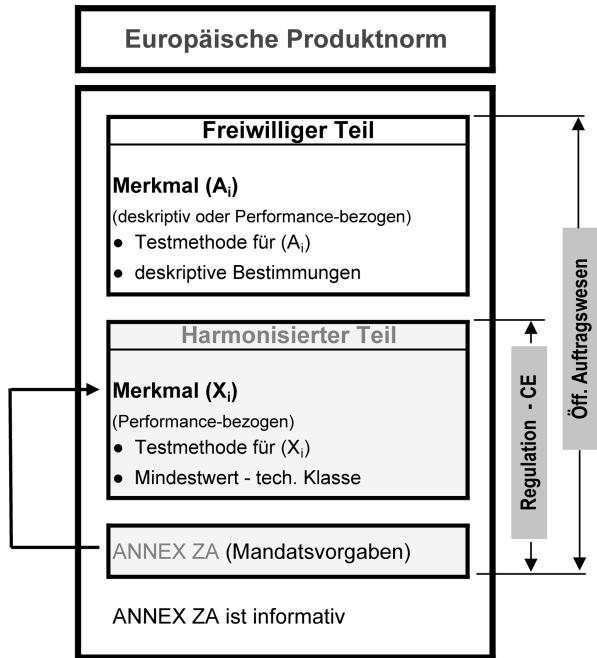 Europäische Produktnorm
Freiwilliger Teil
Merkmal (Aᵢ)
(deskriptiv oder Performance-bezogen)
● Testmethode für (Aᵢ)
● deskriptive Bestimmungen
Harmonisierter Teil
Merkmal (Xᵢ)
(Performance-bezogen)
● Testmethode für (Xᵢ)
● Mindestwert - tech. Klasse
ANNEX ZA (Mandatsvorgaben)
ANNEX ZA ist informativ
Regulation - CE
Öff. Auftragswesen